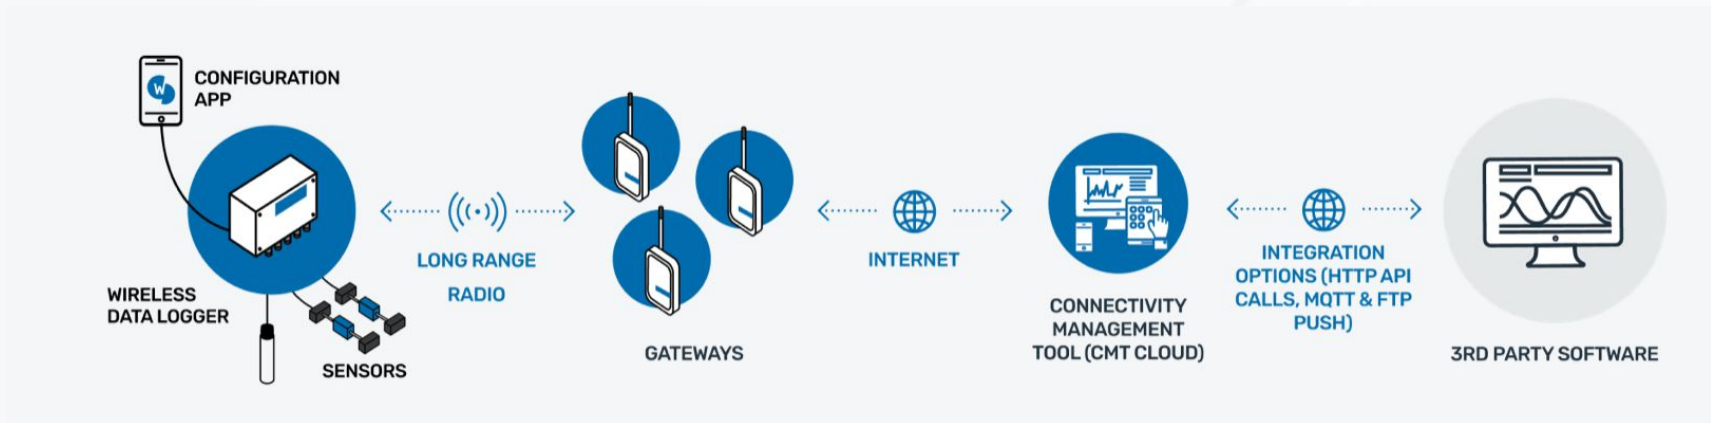 CONFIGURATION
APP
W
WIRELESS
DATA LOGGER
SENSORS
LONG RANGE
RADIO
GATEWAYS
INTERNET
CONNECTIVITY
MANAGEMENT
TOOL (CMT CLOUD)
INTEGRATION
OPTIONS (HTTP API
CALLS, MQTT & FTP
PUSH)
3RD PARTY SOFTWARE